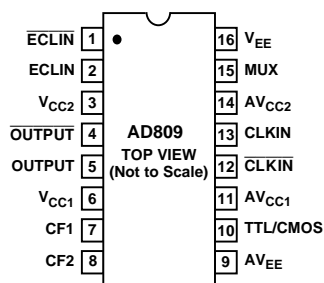 ECLIN 1
ECLIN 2
VCC2 3
OUTPUT 4
OUTPUT 5
VCC1 6
CF1 7
CF2 8
AD809
TOP VIEW
(Not to Scale)
16 VEE
15 MUX
14 AVCC2
13 CLKIN
12 CLKIN
11 AVCC1
10 TTL/CMOS
9 AVEE